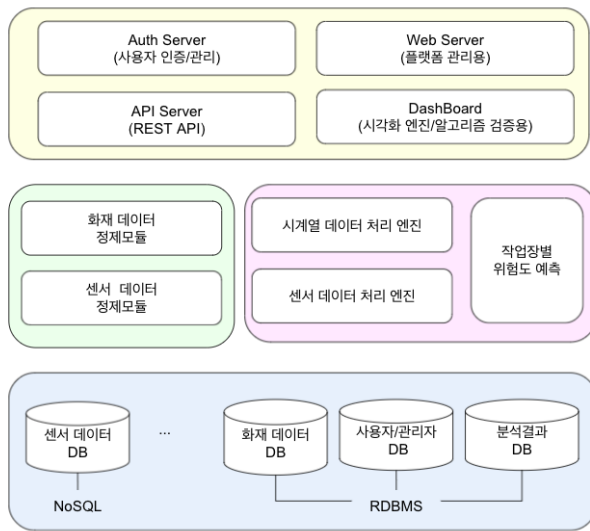 Auth Server
(사용자 인증/관리)
Web Server
(플랫폼 관리용)
API Server
(REST API)
DashBoard
(시각화 엔진/알고리즘 검증용)
화재 데이터
정제모듈
센서 데이터
정제모듈
시계열 데이터 처리 엔진
센서 데이터 처리 엔진
작업장별
위험도 예측
센서 데이터
DB
...
화재 데이터
DB
사용자/관리자
DB
분석결과
DB
NoSQL
RDBMS